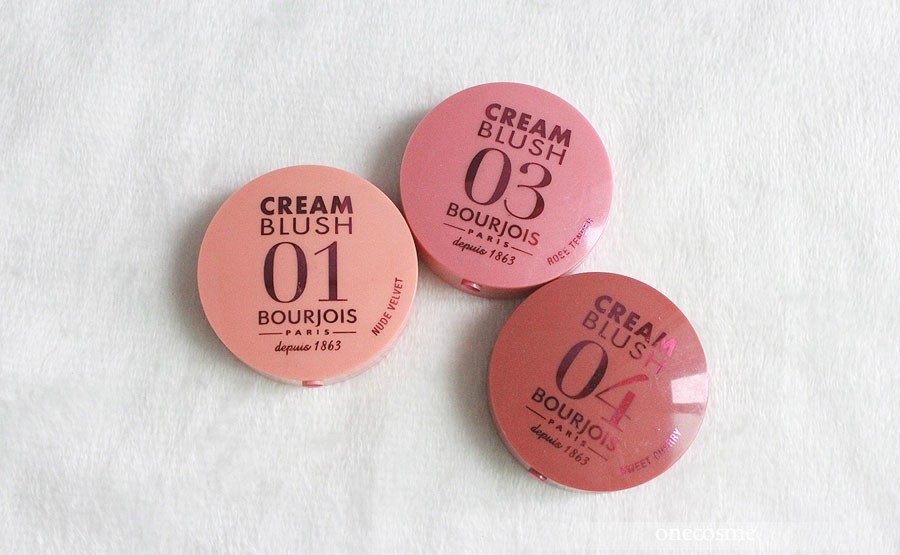 CREAM
BLUSH
01
BOURJOIS
PARIS
depuis 1863
NUDE VELVET
CREAM
BLUSH
03
BOURJOIS
PARIS
depuis 1863
ROSE TENDER
CREAM
BLUSH
04
BOURJOIS
PARIS
depuis 1863
SWEET CHERRY
onecosme